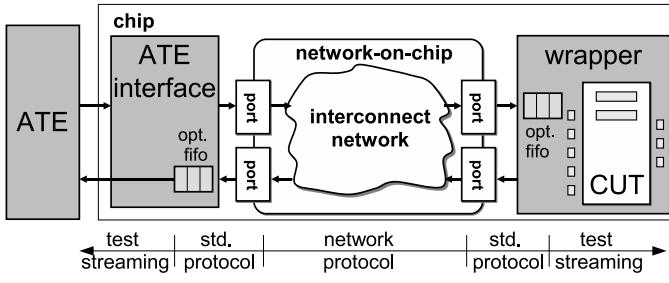 chip
ATE
ATE
interface
opt.
fifo
port
port
network-on-chip
interconnect
network
port
port
wrapper
opt.
fifo
CUT
test
streaming
std.
protocol
network
protocol
std.
protocol
test
streaming